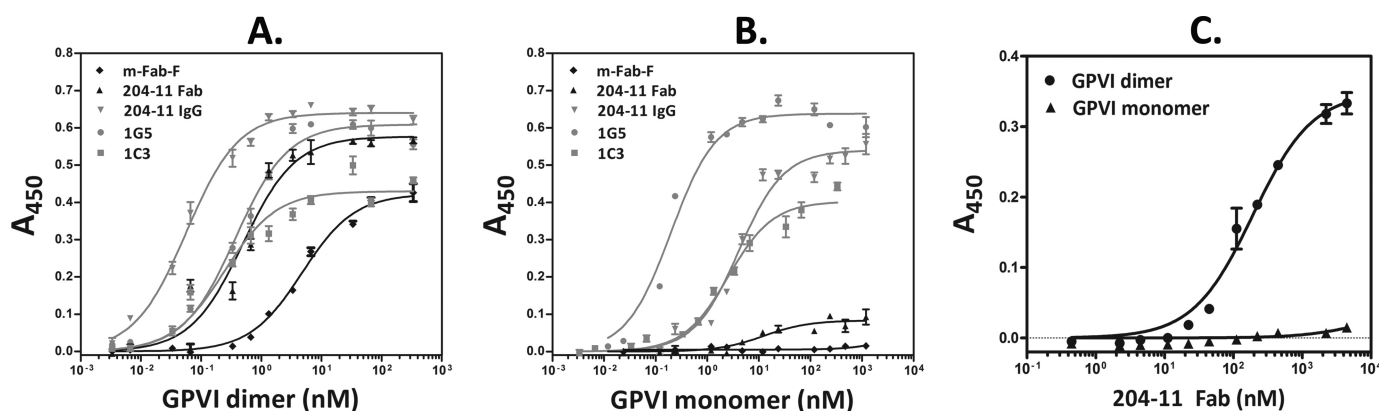 A.
0.8
0.7
0.6
0.5
0.4
0.3
0.2
0.1
0.0
A450
m-Fab-F
204-11 Fab
204-11 IgG
1G5
1C3
10-3 10-2 10-1 100 101 102 103
GPVI dimer (nM)
B.
0.8
0.7
0.6
0.5
0.4
0.3
0.2
0.1
0.0
A450
m-Fab-F
204-11 Fab
204-11 IgG
1G5
1C3
10-3 10-2 10-1 100 101 102 103 104
GPVI monomer (nM)
C.
0.4
0.3
0.2
0.1
0.0
A450
GPVI dimer
GPVI monomer
10-1 100 101 102 103 104
204-11 Fab (nM)